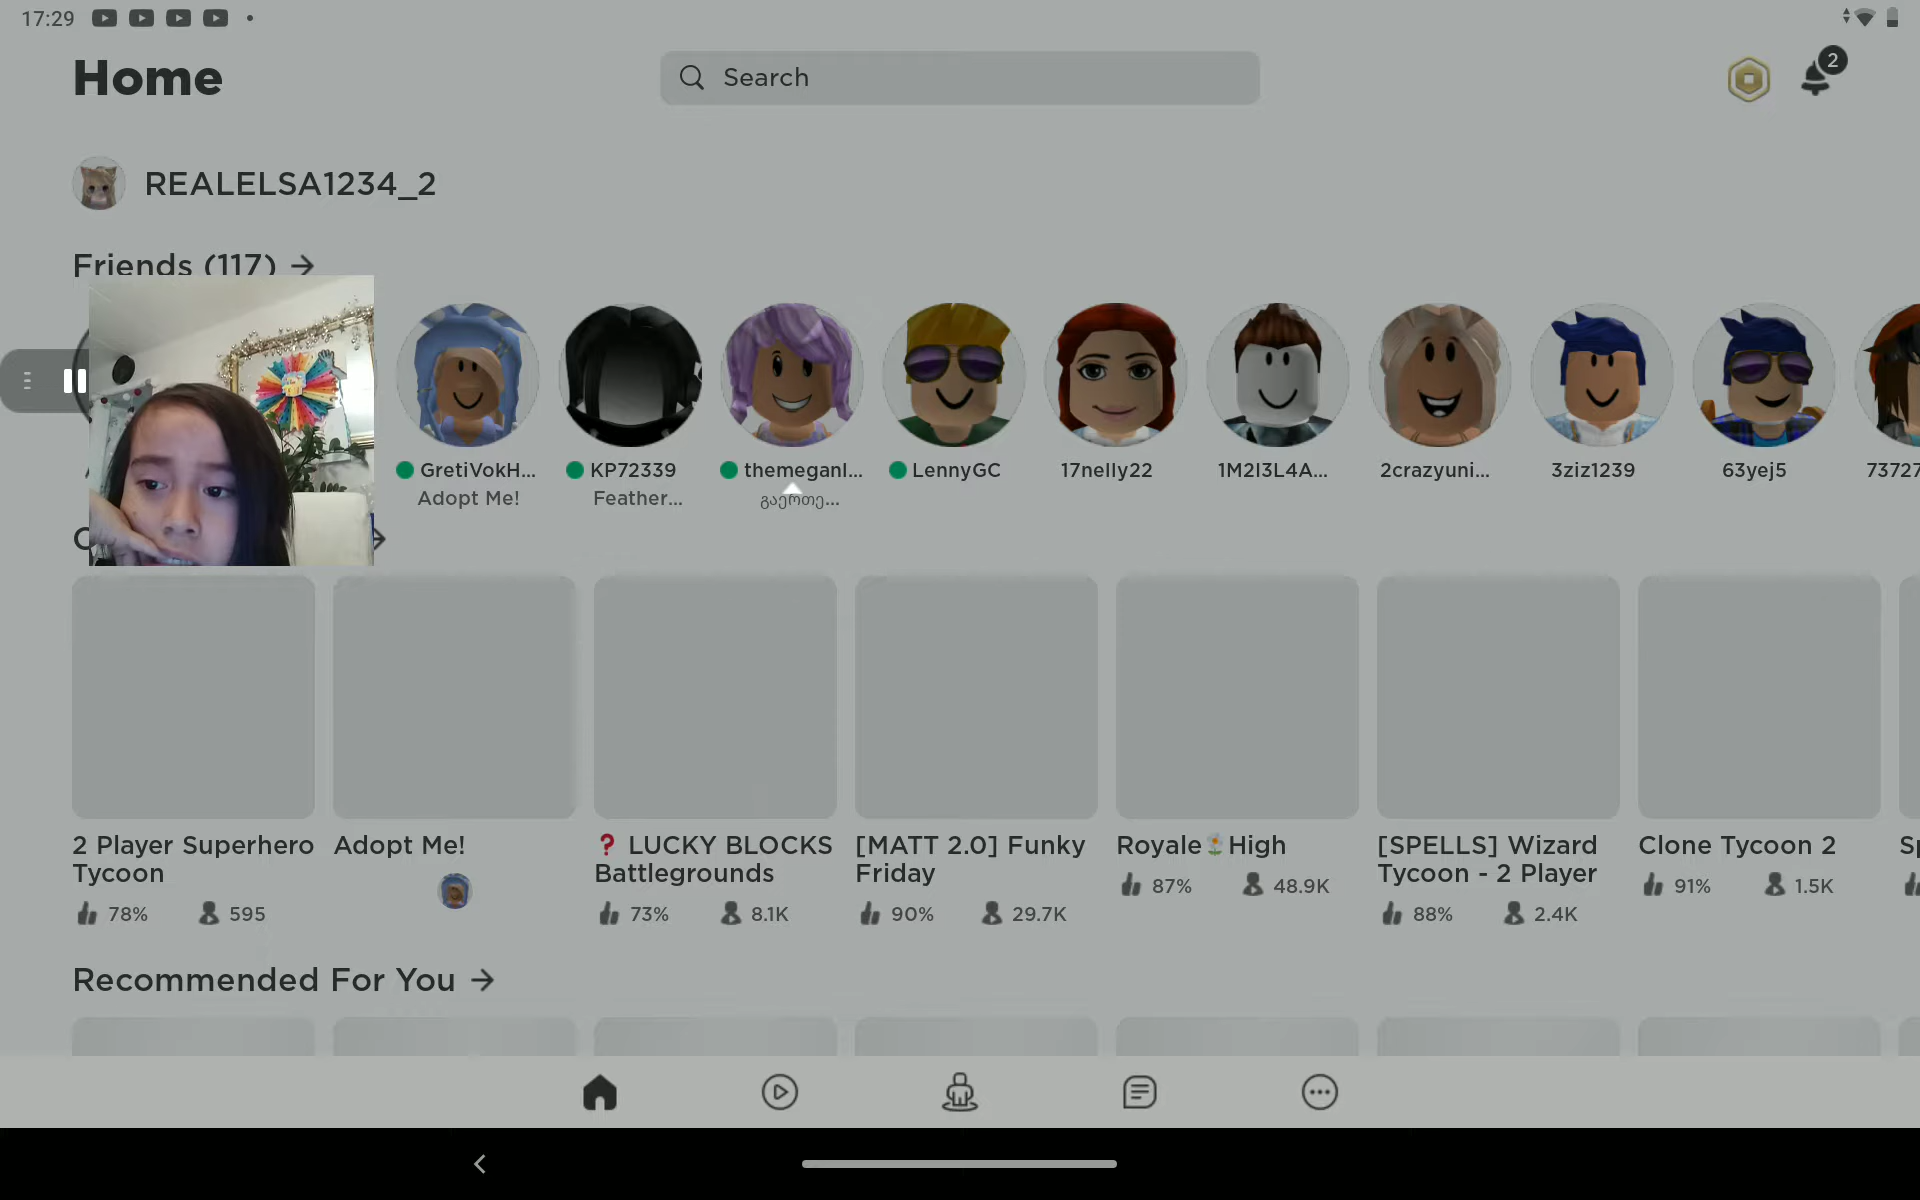 17:29
Home
Search
2
REALELSA1234_2
Friends (117)
GretiVokH...
KP72339
themeganl...
LennyGC
17nelly22
1M2I3L4A...
2crazyuni...
3ziz1239
63yej5
73727
Adopt Me!
Feather...
გაერთე...
2 Player Superhero
Tycoon
Adopt Me!
❓ LUCKY BLOCKS
Battlegrounds
[MATT 2.0] Funky
Friday
Royale🌼High
[SPELLS] Wizard
Tycoon - 2 Player
Clone Tycoon 2
78%
595
73%
8.1K
90%
29.7K
87%
48.9K
88%
2.4K
91%
1.5K
Recommended For You